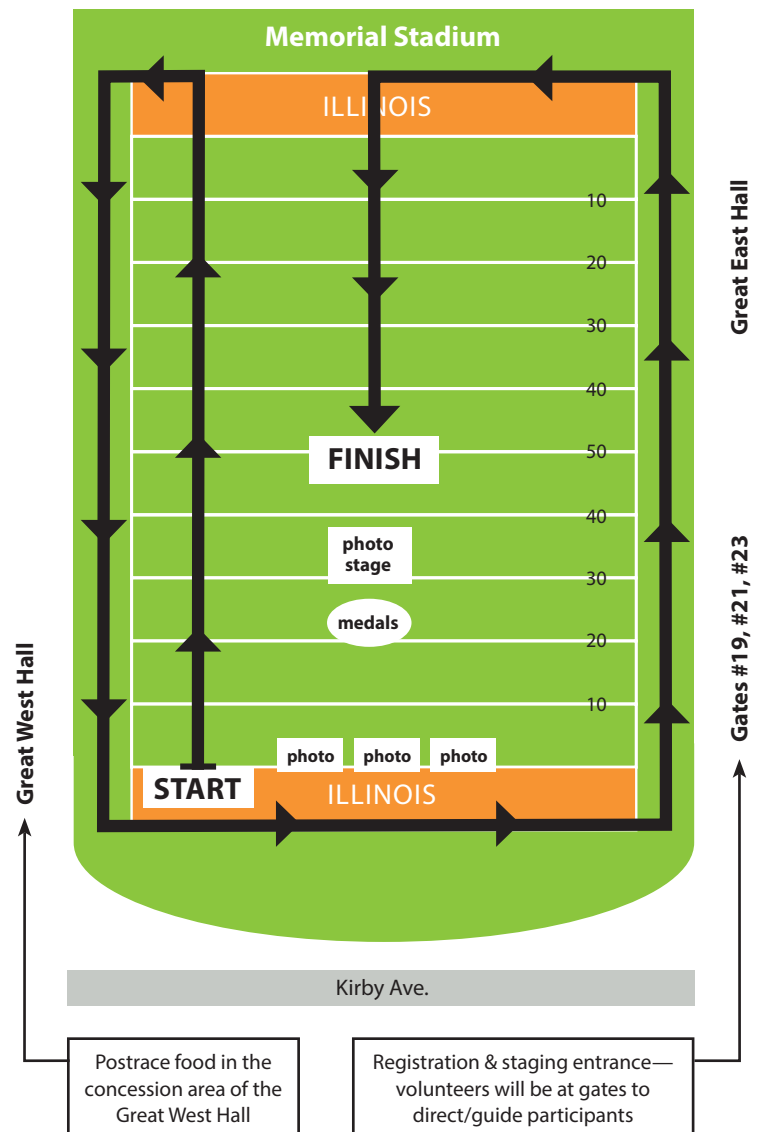 Memorial Stadium
ILLINOIS
10
20
30
40
50
40
30
20
10
FINISH
photo
stage
medals
photo
photo
photo
START
ILLINOIS
Great West Hall
Great East Hall
Gates #19, #21, #23
Kirby Ave.
Postrace food in the
concession area of the
Great West Hall
Registration & staging entrance—
volunteers will be at gates to
direct/guide participants